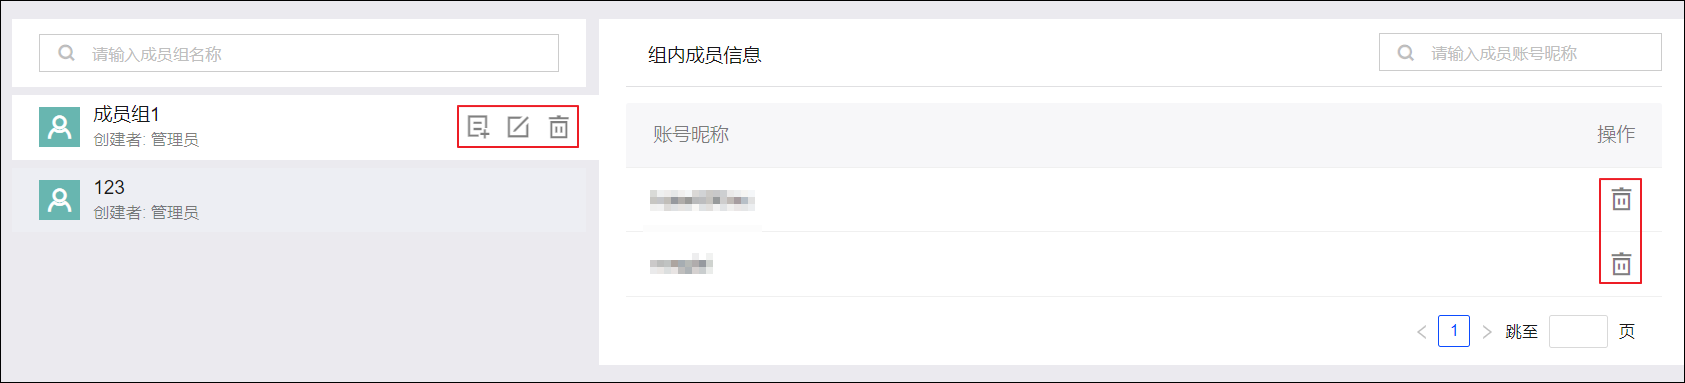 请输入成员组名称
成员组1
创建者: 管理员
123
创建者: 管理员
组内成员信息
请输入成员账号昵称
账号昵称
操作
1
跳至
页